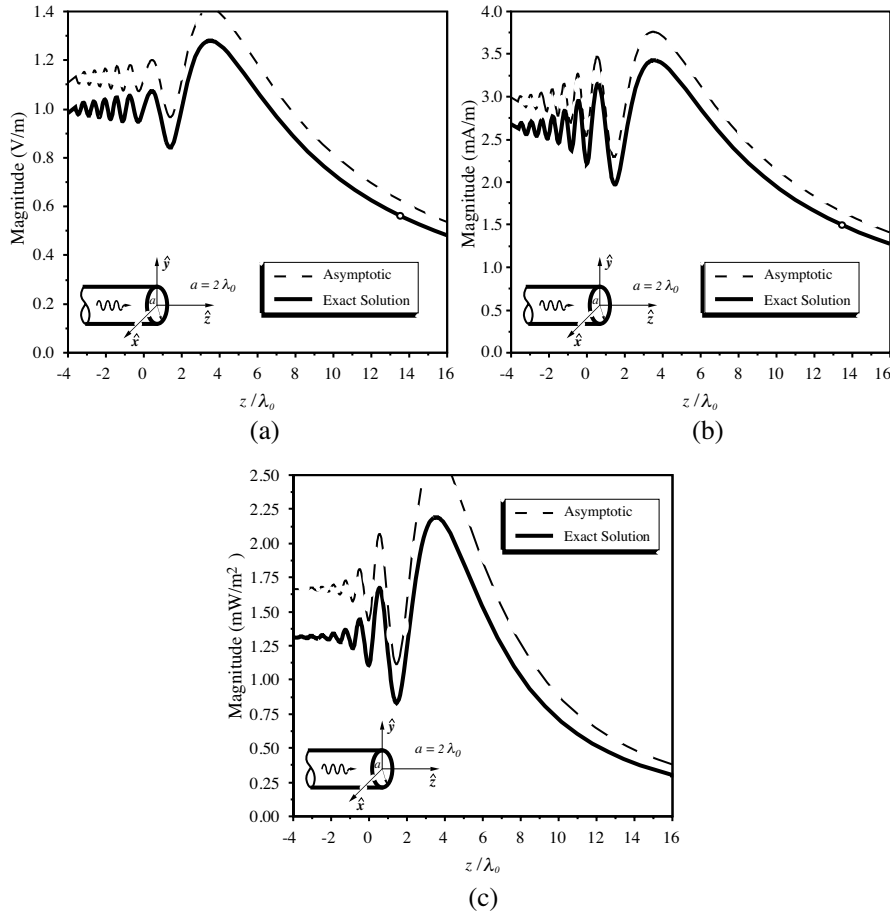 Magnitude (V/m)
1.4
1.2
1.0
0.8
0.6
0.4
0.2
0.0
-4 -2 0 2 4 6 8 10 12 14 16
z/λ₀
ŷ
a = 2 λ₀
a
ẑ
x̂
Asymptotic
Exact Solution
(a)
Magnitude (mA/m)
4.0
3.5
3.0
2.5
2.0
1.5
1.0
0.5
0.0
-4 -2 0 2 4 6 8 10 12 14 16
z/λ₀
ŷ
a = 2 λ₀
a
ẑ
x̂
Asymptotic
Exact Solution
(b)
Magnitude (mW/m²)
2.50
2.25
2.00
1.75
1.50
1.25
1.00
0.75
0.50
0.25
0.00
-4 -2 0 2 4 6 8 10 12 14 16
z/λ₀
Asymptotic
Exact Solution
ŷ
a = 2 λ₀
a
ẑ
x̂
(c)